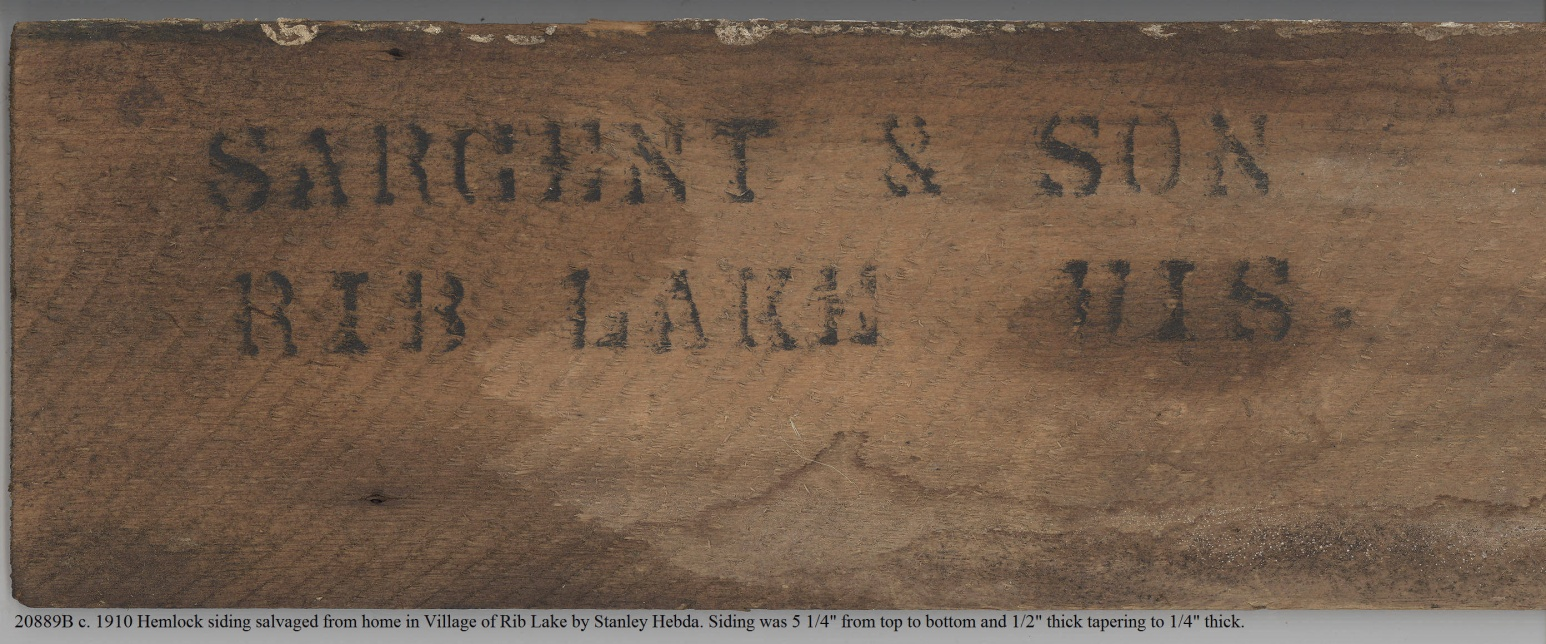 SARGENT & SON
RIB LAKE WIS.
20889B c. 1910 Hemlock siding salvaged from home in Village of Rib Lake by Stanley Hebda. Siding was 5 1/4" from top to bottom and 1/2" thick tapering to 1/4" thick.